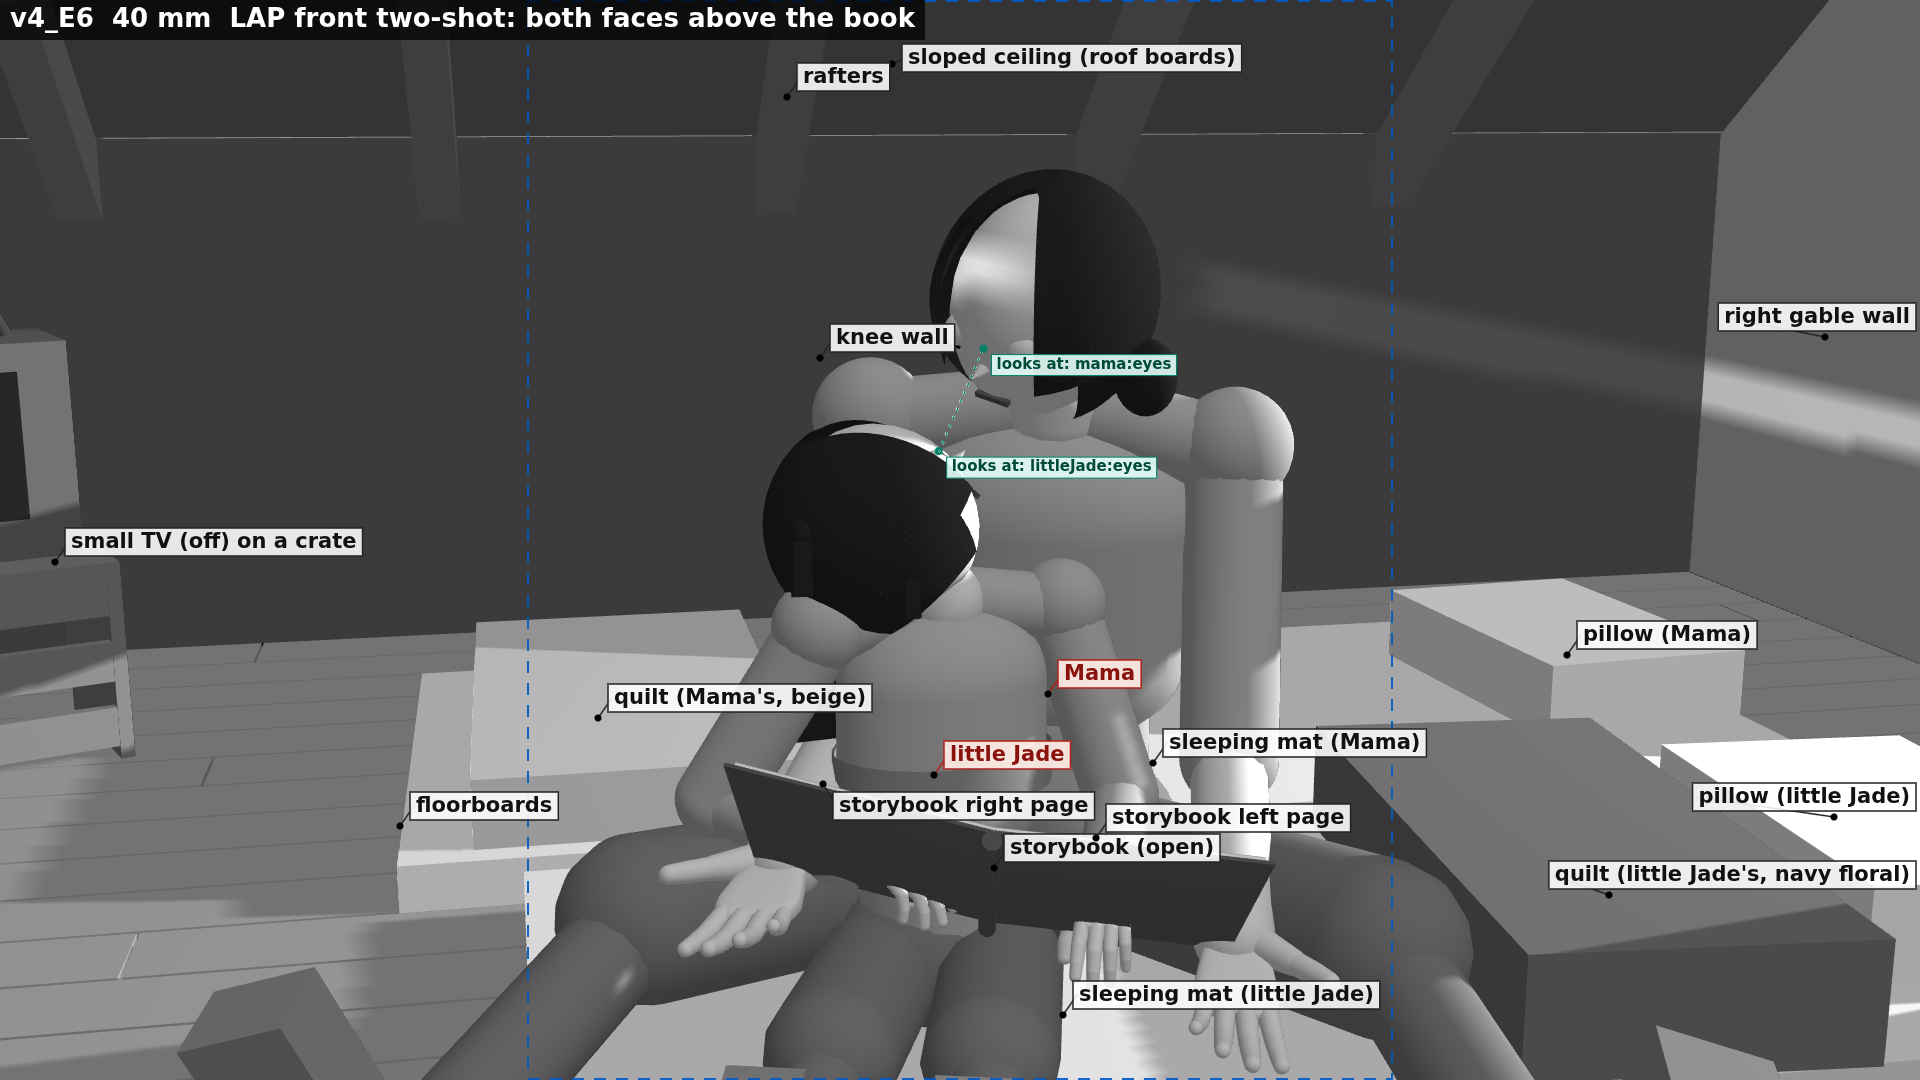 v4_E6  40 mm  LAP front two-shot: both faces above the book
sloped ceiling (roof boards)
rafters
right gable wall
knee wall
looks at: mama:eyes
looks at: littleJade:eyes
small TV (off) on a crate
pillow (Mama)
Mama
quilt (Mama's, beige)
sleeping mat (Mama)
little Jade
pillow (little Jade)
floorboards
storybook right page
storybook left page
storybook (open)
quilt (little Jade's, navy floral)
sleeping mat (little Jade)